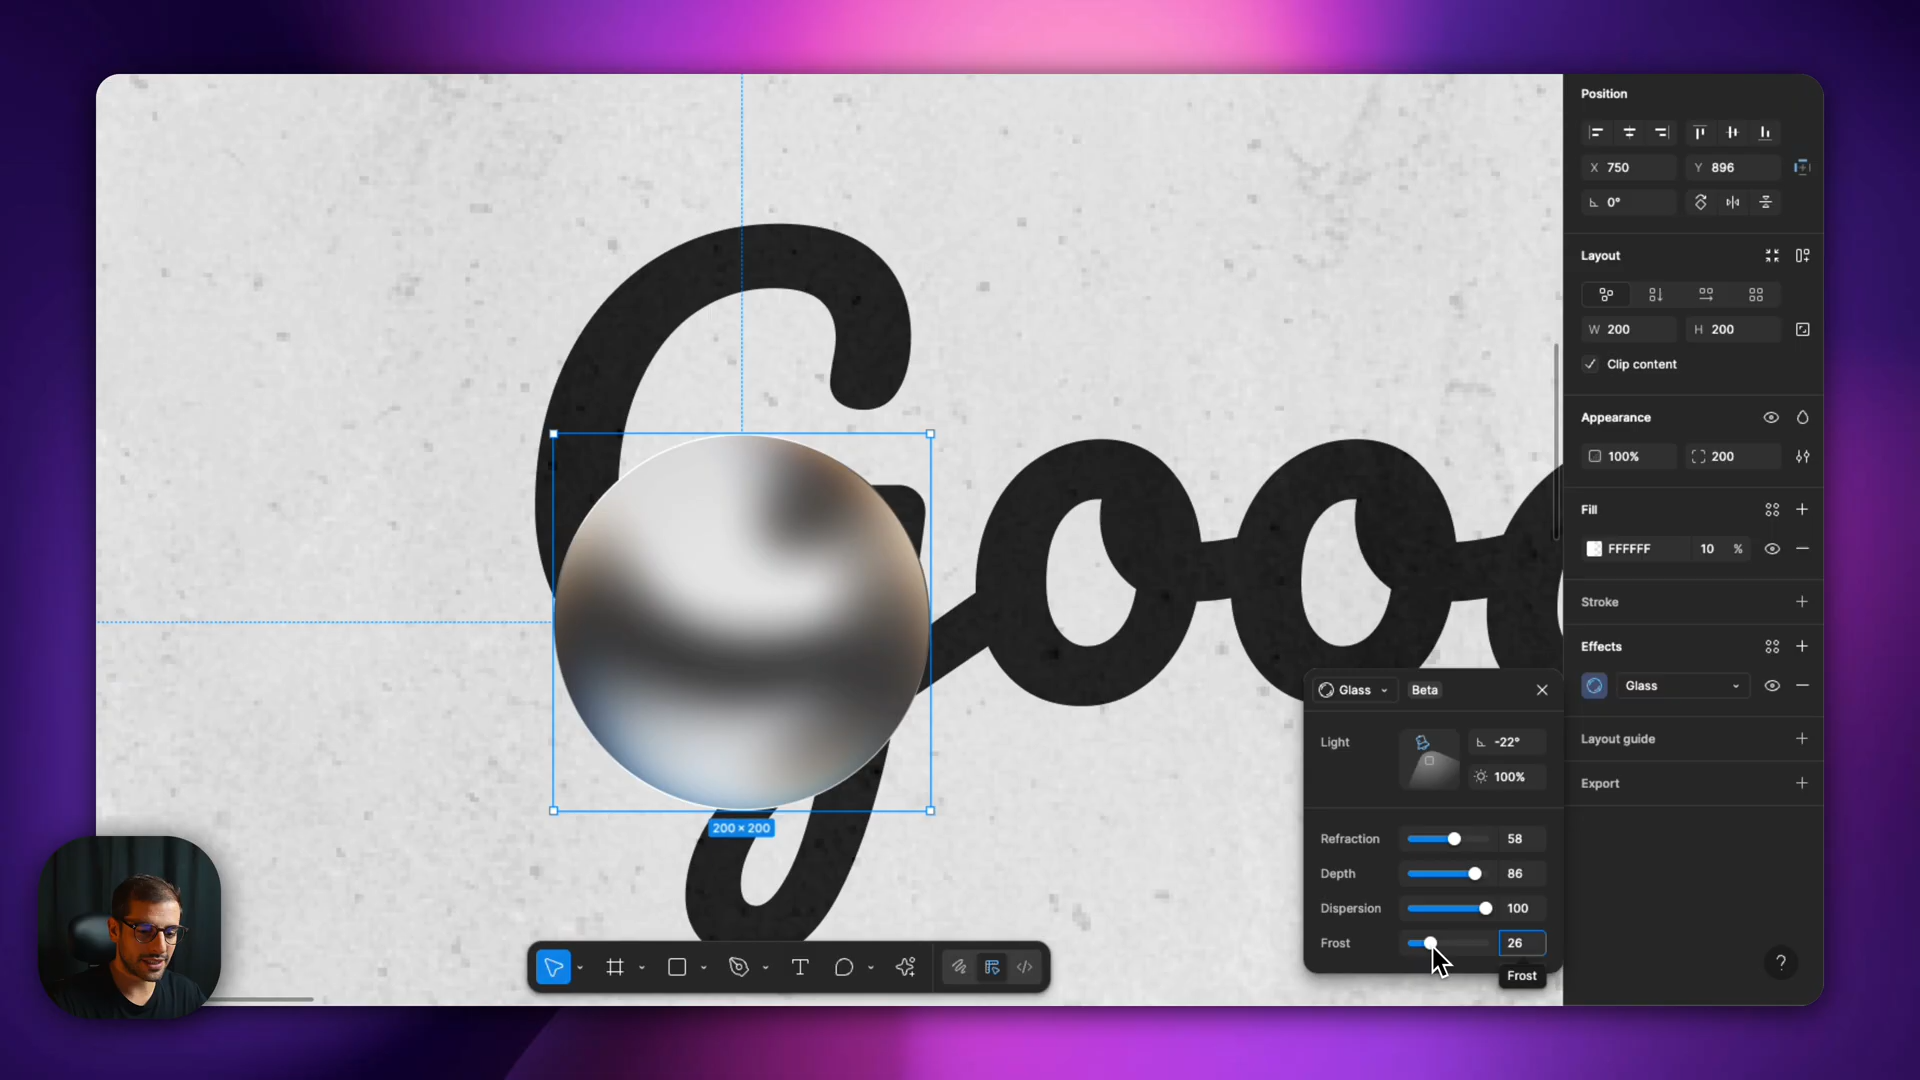 Position
X 750
Y 896
0°
Layout
W 200
H 200
Clip content
Appearance
100%
200
Fill
FFFFFF 10 %
Stroke
Effects
Glass
Layout guide
Export
Gooo
200 × 200
Glass Beta
Light
-22°
100%
Refraction 58
Depth 86
Dispersion 100
Frost 26
Frost
T
?